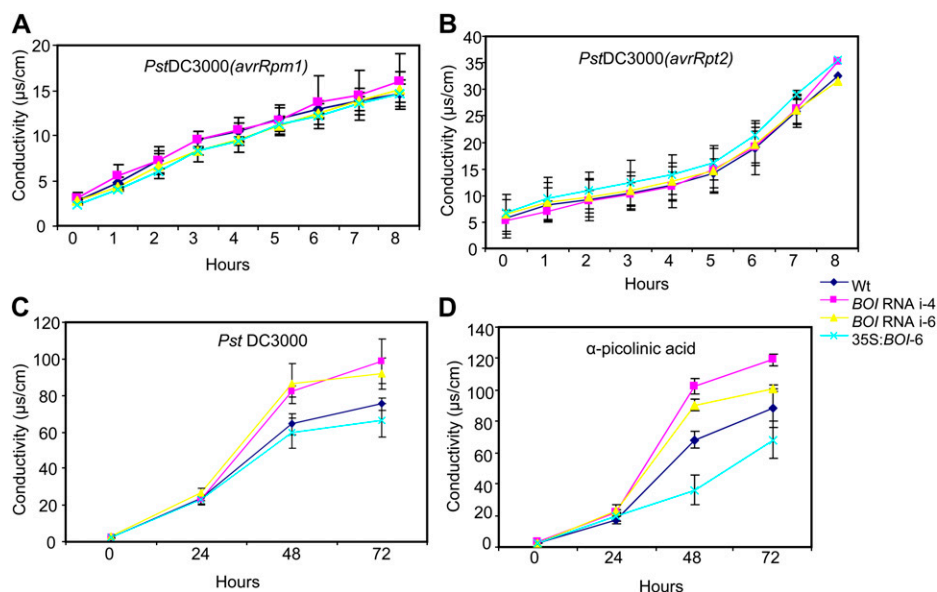 A
PstDC3000(avrRpm1)
Conductivity (µs/cm)
20
15
10
5
0
0 1 2 3 4 5 6 7 8
Hours
B
PstDC3000(avrRpt2)
Conductivity (µs/cm)
40
35
30
25
20
15
10
5
0
0 1 2 3 4 5 6 7 8
Hours
Wt
BOI RNA i-4
BOI RNA i-6
35S:BOI-6
C
Pst DC3000
Conductivity (µs/cm)
120
100
80
60
40
20
0
0 24 48 72
Hours
D
α-picolinic acid
Conductivity (µs/cm)
140
120
100
80
60
40
20
0
0 24 48 72
Hours